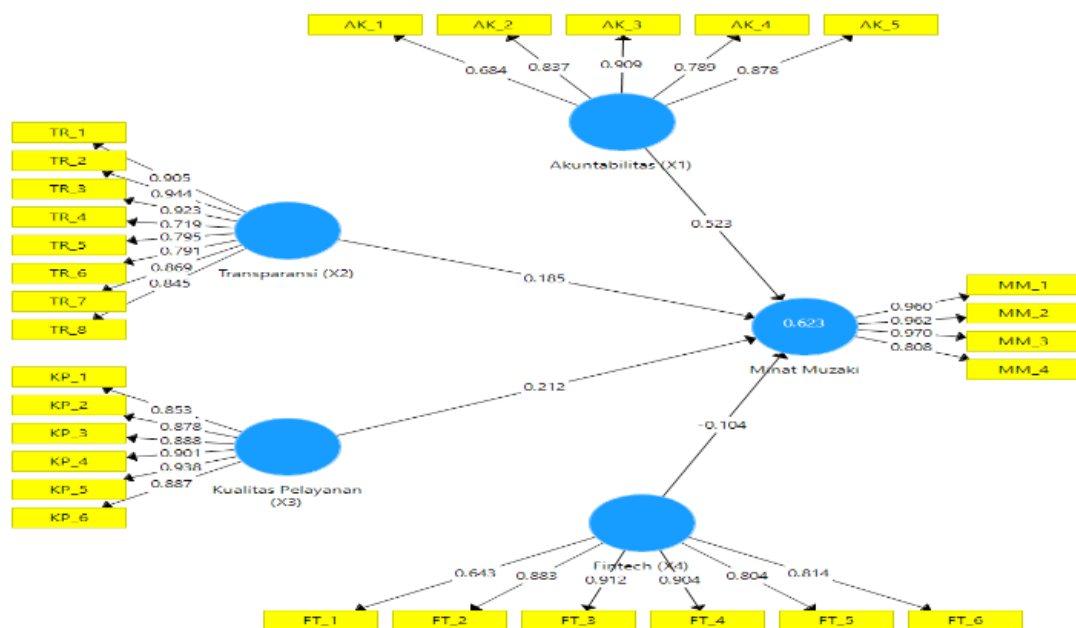 AK_1
AK_2
AK_3
AK_4
AK_5
0.684
0.837
0.909
0.789
0.878
Akuntabilitas (X1)
TR_1
TR_2
TR_3
TR_4
TR_5
TR_6
TR_7
TR_8
0.905
0.944
0.923
0.719
0.795
0.791
0.869
0.845
Transparansi (X2)
0.523
0.185
0.623
Minat Muzaki
0.960
0.962
0.970
0.808
MM_1
MM_2
MM_3
MM_4
KP_1
KP_2
KP_3
KP_4
KP_5
KP_6
0.853
0.878
0.888
0.901
0.938
0.887
Kualitas Pelayanan
(X3)
0.212
-0.104
Fintech (X4)
0.643
0.883
0.912
0.904
0.804
0.814
FT_1
FT_2
FT_3
FT_4
FT_5
FT_6